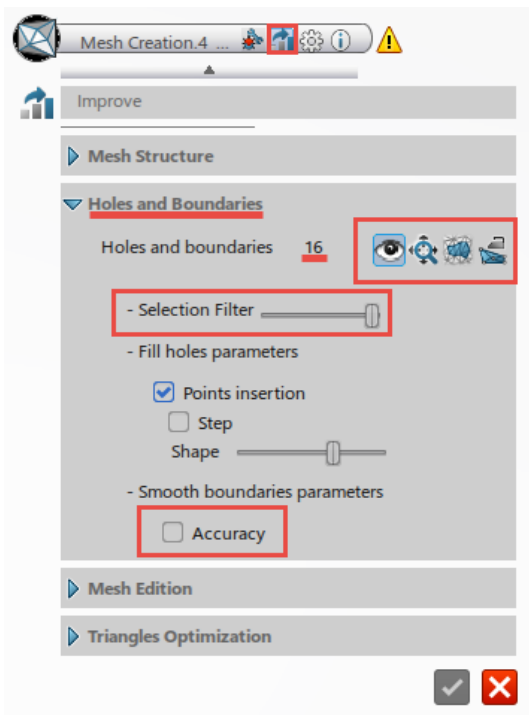 Mesh Creation.4 ...
Improve
Mesh Structure
Holes and Boundaries
Holes and boundaries 16
- Selection Filter
- Fill holes parameters
Points insertion
Step
Shape
- Smooth boundaries parameters
Accuracy
Mesh Edition
Triangles Optimization